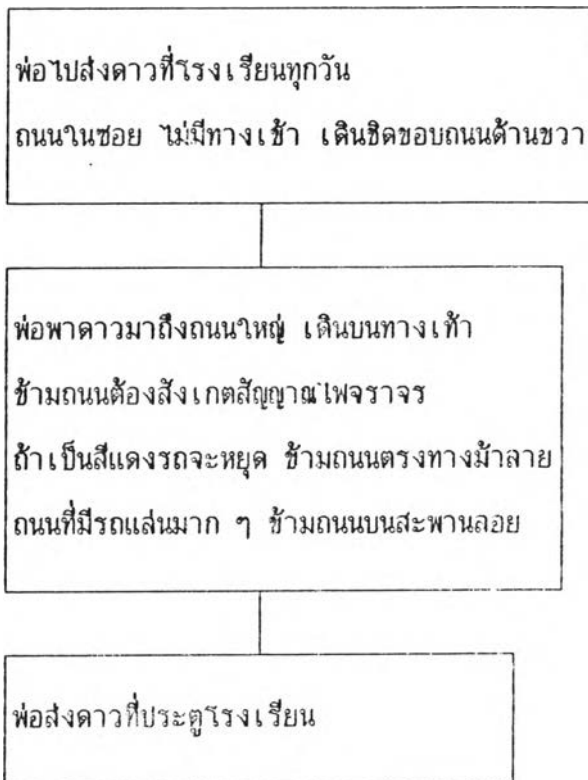 พ่อไปส่งดาวที่โรงเรียนทุกวัน
ถนนในซอย ไม่มีทางเข้า เดินชิดขอบถนนด้านขวา
พ่อพาดาวมาถึงถนนใหญ่ เดินบนทางเท้า
ข้ามถนนต้องสังเกตสัญญาณไฟจราจร
ถ้าเป็นสีแดงรถจะหยุด ข้ามถนนตรงทางม้าลาย
ถนนที่มีรถแล่นมาก ๆ ข้ามถนนบนสะพานลอย
พ่อส่งดาวที่ประตูโรงเรียน